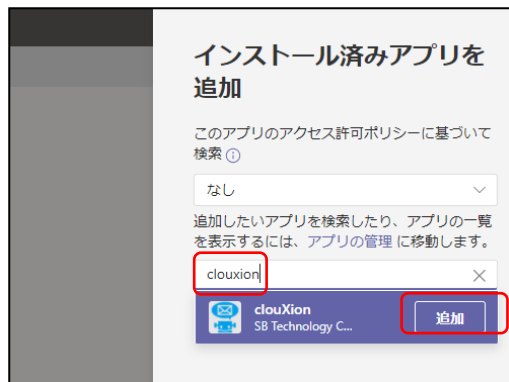 インストール済みアプリを
追加
このアプリのアクセス許可ポリシーに基づいて
検索
なし
追加したいアプリを検索したり、アプリの一覧
を表示するには、アプリの管理 に移動します。
clouxion
clouXion
SB Technology C...
追加